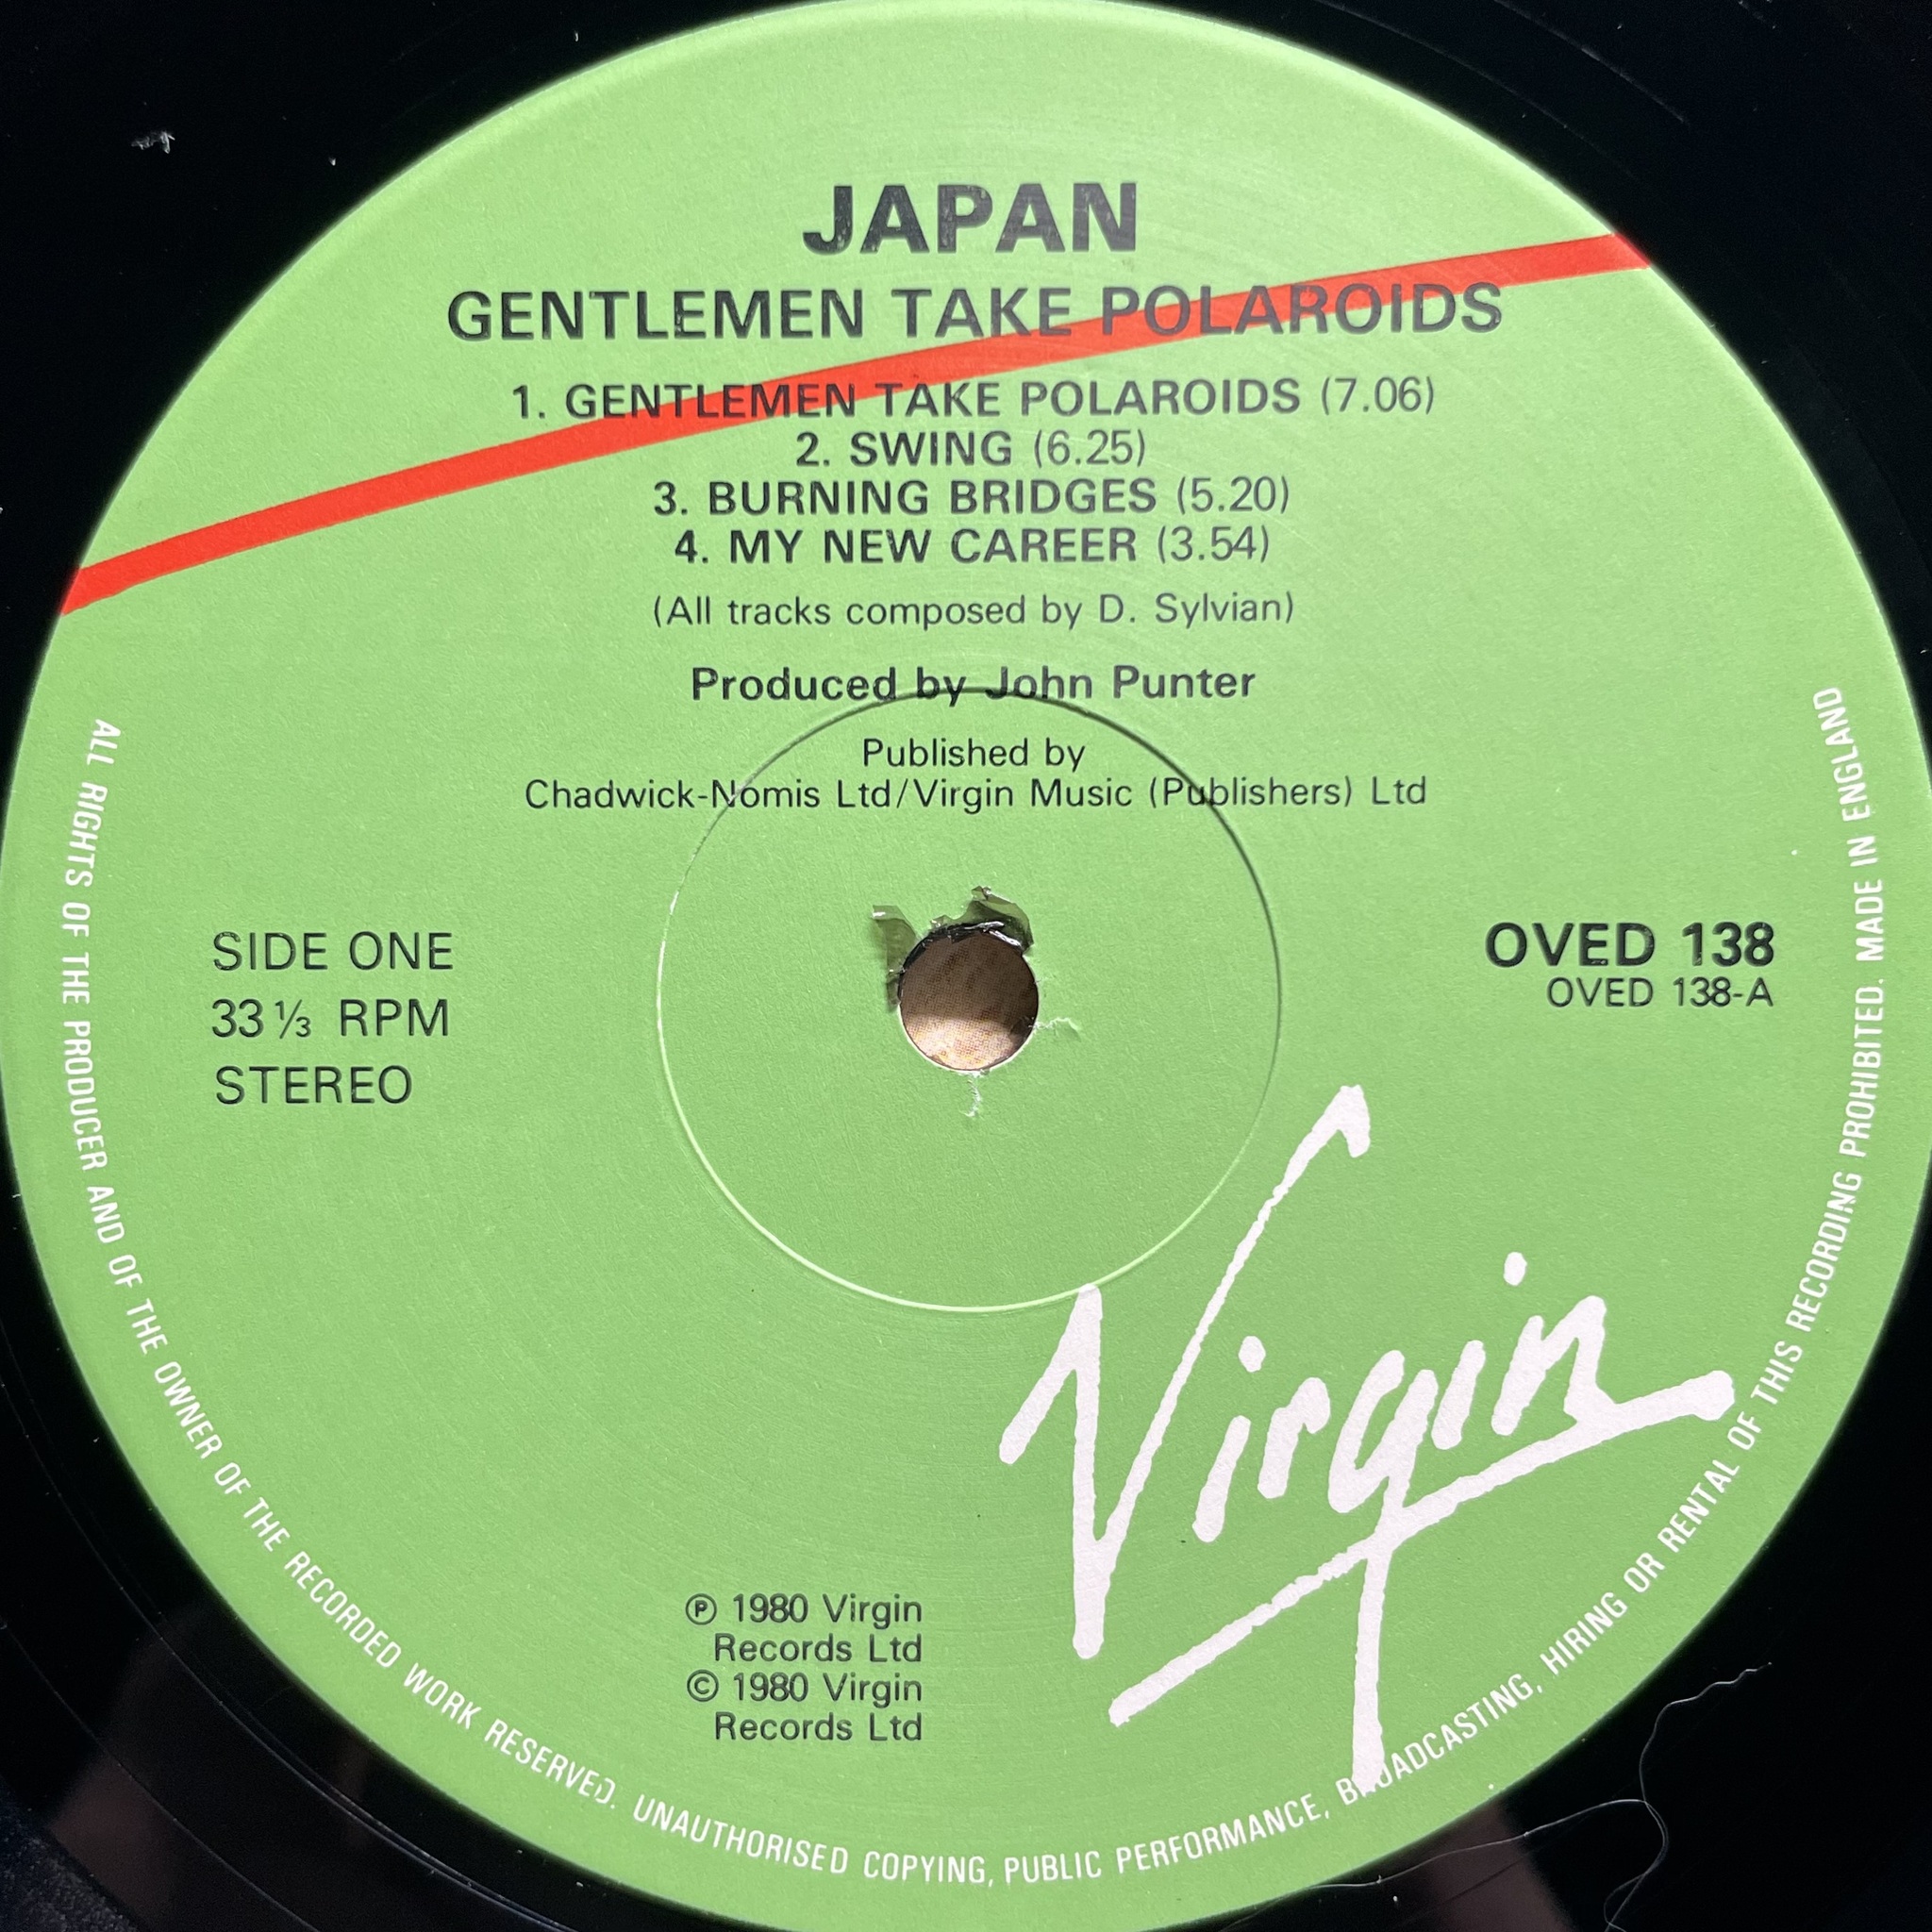 JAPAN
GENTLEMEN TAKE POLAROIDS
1. GENTLEMEN TAKE POLAROIDS (7.06)
2. SWING (6.25)
3. BURNING BRIDGES (5.20)
4. MY NEW CAREER (3.54)
(All tracks composed by D. Sylvian)
Produced by John Punter
Published by
Chadwick-Nomis Ltd/Virgin Music (Publishers) Ltd
SIDE ONE
33⅓ RPM
STEREO
OVED 138
OVED 138-A
Virgin
Ⓟ 1980 Virgin
Records Ltd
© 1980 Virgin
Records Ltd
ALL RIGHTS OF THE PRODUCER AND OF THE OWNER OF THE RECORDED WORK RESERVED. UNAUTHORISED COPYING, PUBLIC PERFORMANCE, BROADCASTING, HIRING OR RENTAL OF THIS RECORDING PROHIBITED. MADE IN ENGLAND